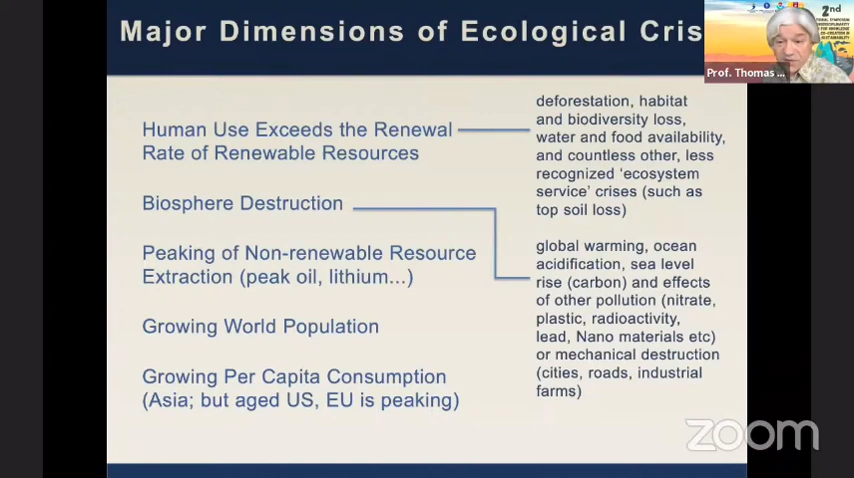 Major Dimensions of Ecological Cris
2nd
Prof. Thomas ...
Human Use Exceeds the Renewal
Rate of Renewable Resources
Biosphere Destruction
Peaking of Non-renewable Resource
Extraction (peak oil, lithium...)
Growing World Population
Growing Per Capita Consumption
(Asia; but aged US, EU is peaking)
deforestation, habitat
and biodiversity loss,
water and food availability,
and countless other, less
recognized ‘ecosystem
service’ crises (such as
top soil loss)
global warming, ocean
acidification, sea level
rise (carbon) and effects
of other pollution (nitrate,
plastic, radioactivity,
lead, Nano materials etc)
or mechanical destruction
(cities, roads, industrial
farms)
zoom